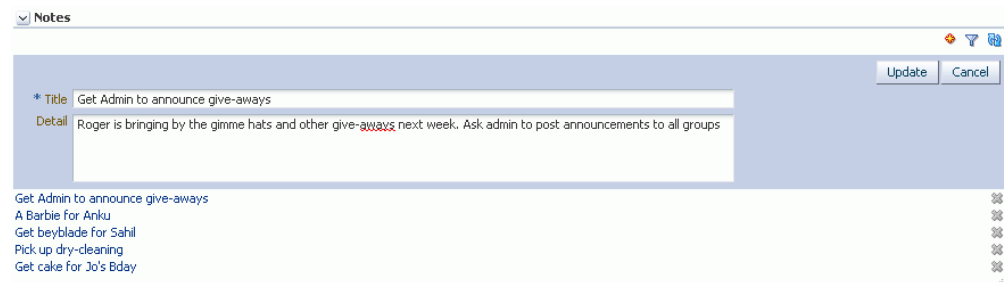 Notes
Update Cancel
* Title Get Admin to announce give-aways
Detail Roger is bringing by the gimme hats and other give-aways next week. Ask admin to post announcements to all groups
Get Admin to announce give-aways
A Barbie for Anku
Get beyblade for Sahil
Pick up dry-cleaning
Get cake for Jo's Bday